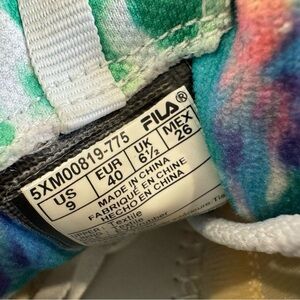 5XM00819-775 FILA®
US EUR UK MEX
9 40 6½ 26
MADE IN CHINA
FABRIQUÉ EN CHINE
HECHO EN CHINA
Textile